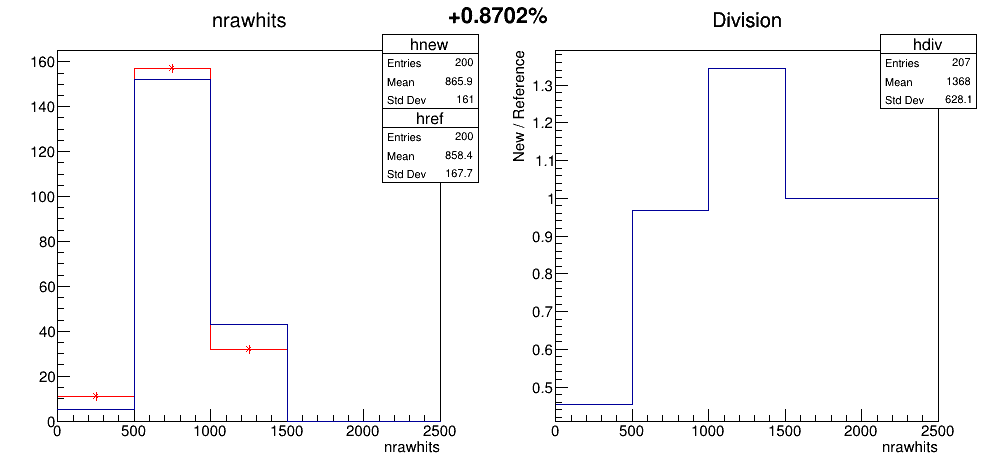 +0.8702%
nrawhits
hnew
Entries 200
Mean 865.9
Std Dev 161
href
Entries 200
Mean 858.4
Std Dev 167.7
160
140
120
100
80
60
40
20
0
0 500 1000 1500 2000 2500
nrawhits
Division
hdiv
Entries 207
Mean 1368
Std Dev 628.1
New / Reference
1.3
1.2
1.1
1
0.9
0.8
0.7
0.6
0.5
0 500 1000 1500 2000 2500
nrawhits